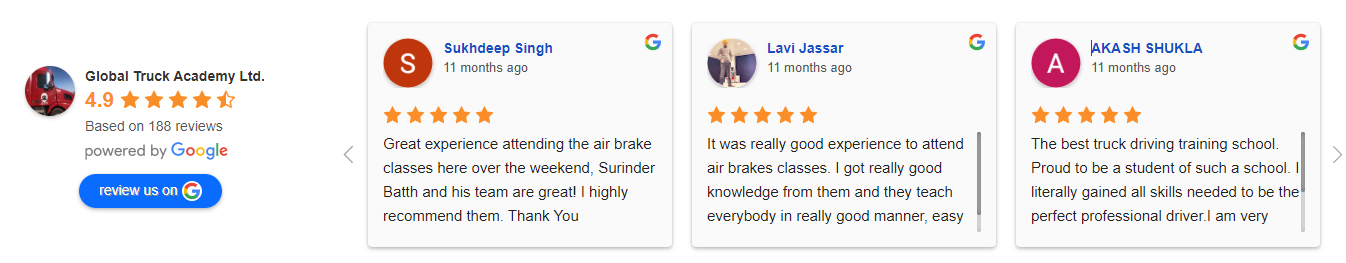 Global Truck Academy Ltd.
4.9
Based on 188 reviews
powered by Google
review us on G
S
Sukhdeep Singh
11 months ago
Great experience attending the air brake
classes here over the weekend, Surinder
Batth and his team are great! I highly
recommend them. Thank You
Lavi Jassar
11 months ago
It was really good experience to attend
air brakes classes. I got really good
knowledge from them and they teach
everybody in really good manner, easy
A
AKASH SHUKLA
11 months ago
The best truck driving training school.
Proud to be a student of such a school. I
literally gained all skills needed to be the
perfect professional driver.I am very